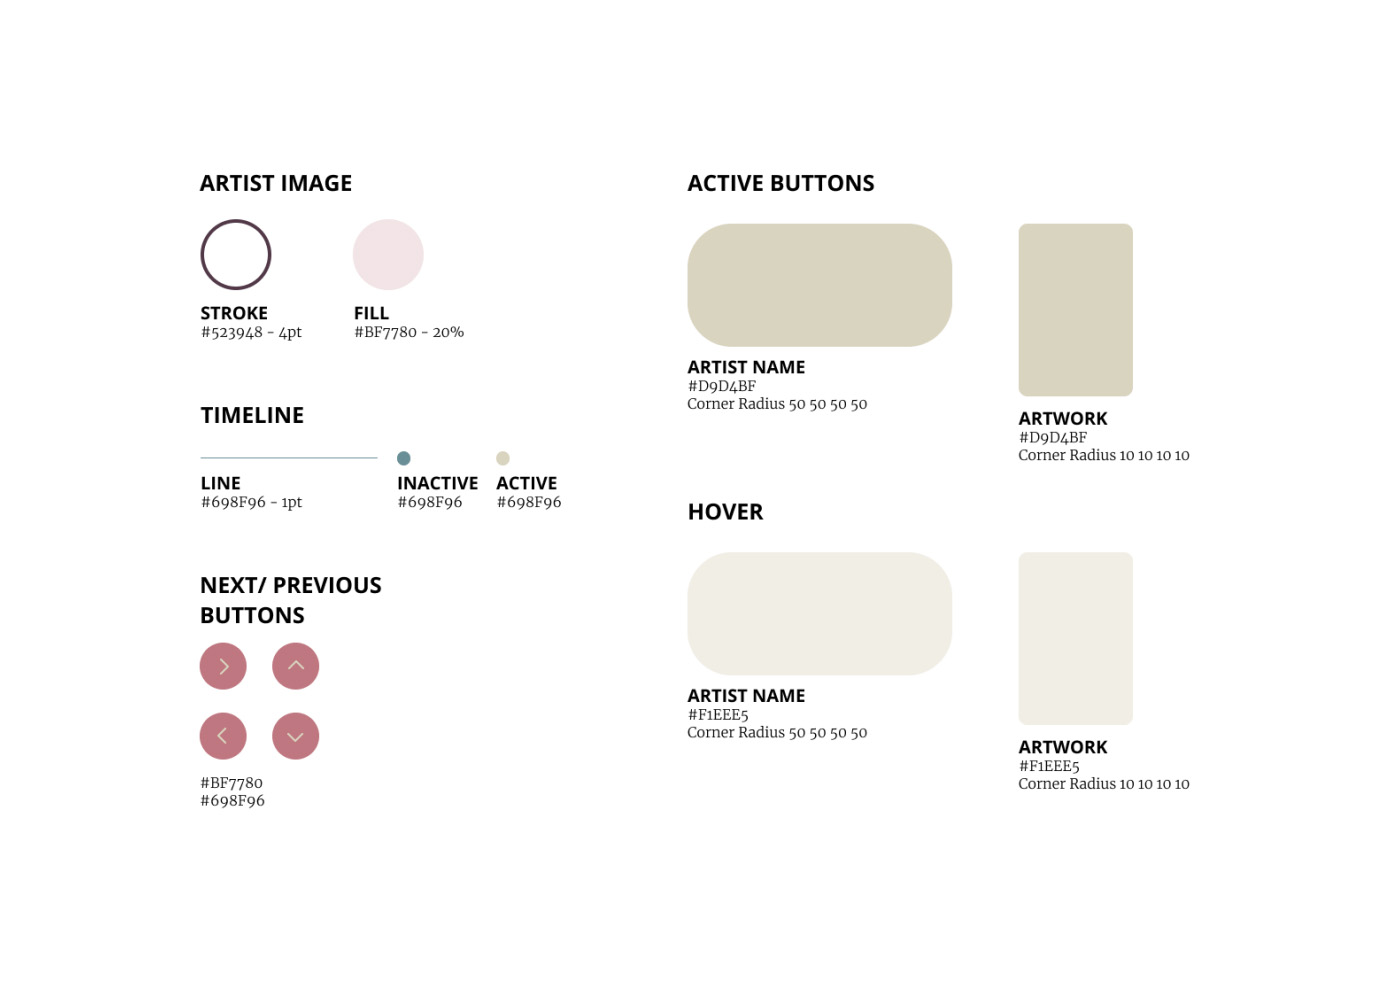 ARTIST IMAGE
STROKE
#523948 - 4pt
FILL
#BF7780 - 20%
TIMELINE
LINE
#698F96 - 1pt
INACTIVE
#698F96
ACTIVE
#698F96
NEXT/ PREVIOUS
BUTTONS
#BF7780
#698F96
ACTIVE BUTTONS
ARTIST NAME
#D9D4BF
Corner Radius 50 50 50 50
ARTWORK
#D9D4BF
Corner Radius 10 10 10 10
HOVER
ARTIST NAME
#F1EEE5
Corner Radius 50 50 50 50
ARTWORK
#F1EEE5
Corner Radius 10 10 10 10